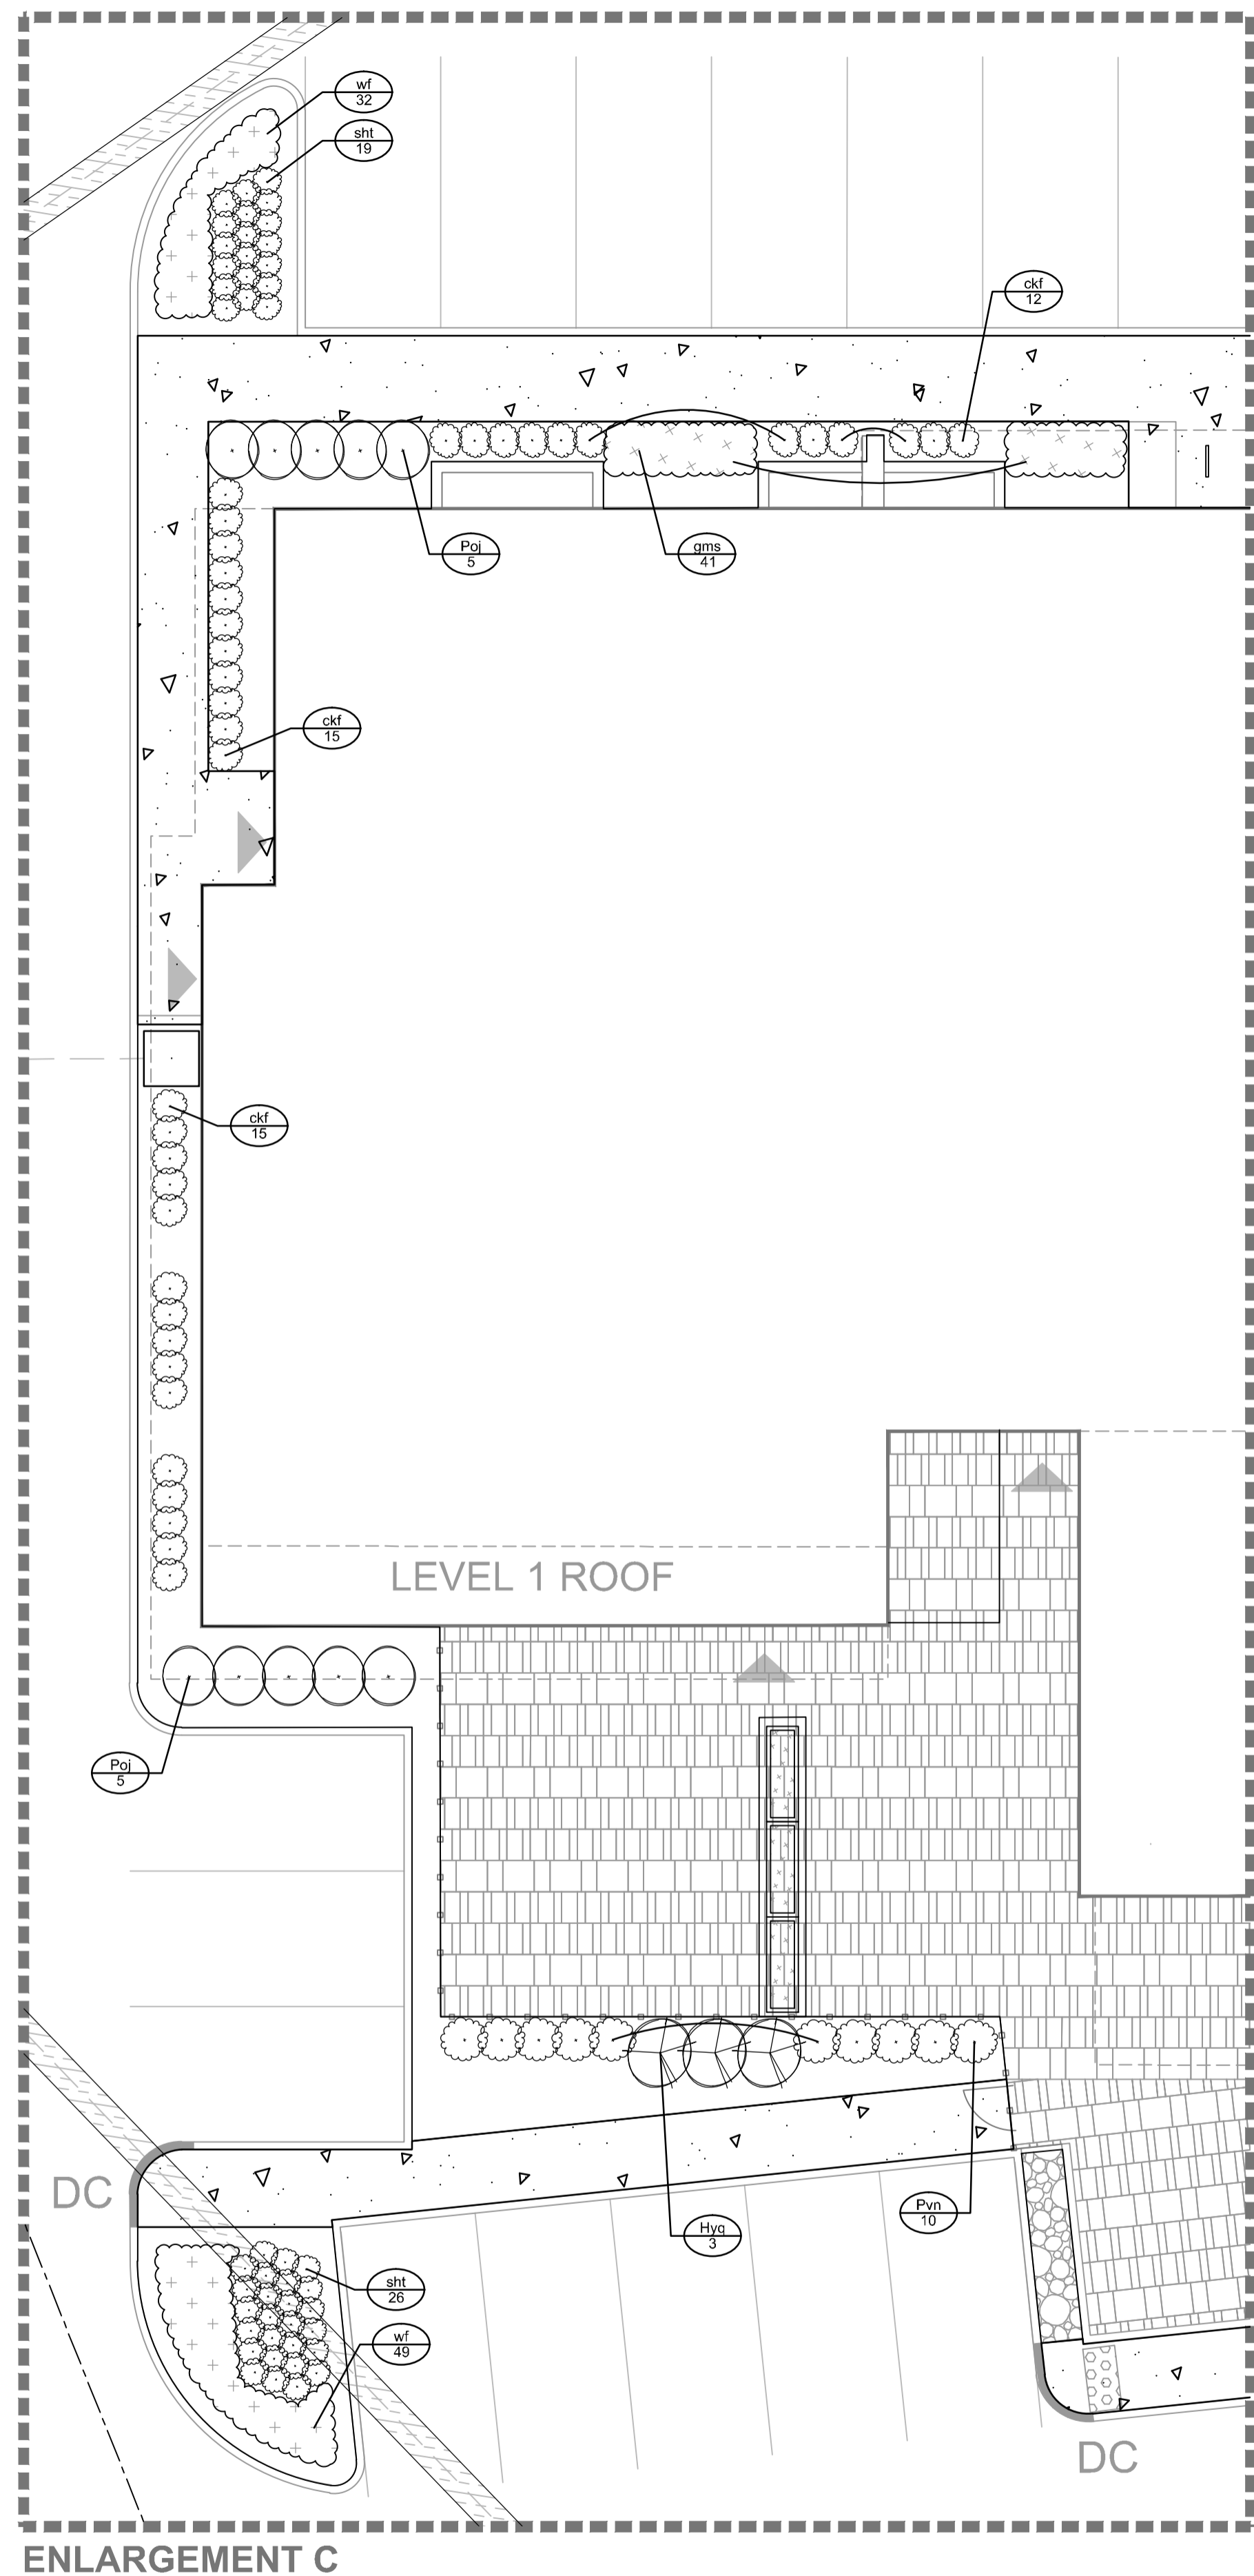 wf
32
sht
19
ckf
12
Poj
5
gms
41
ckf
15
ckf
15
LEVEL 1 ROOF
Poj
5
DC
Hyq
3
Pvn
10
sht
26
wf
49
DC
ENLARGEMENT C